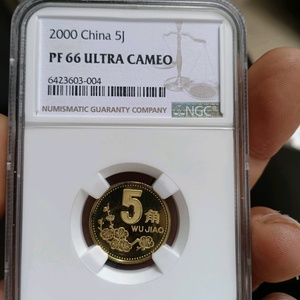 2000 China 5J
PF 66 ULTRA CAMEO
6423603-004
NUMISMATIC GUARANTY COMPANY
NGC
5角
WU JIAO